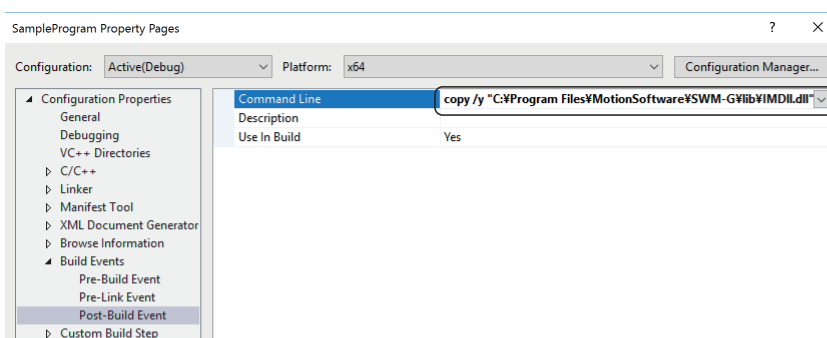 SampleProgram Property Pages ? ×
Configuration: Active(Debug) Platform: x64 Configuration Manager...
Configuration Properties
General
Debugging
VC++ Directories
C/C++
Linker
Manifest Tool
XML Document Generator
Browse Information
Build Events
Pre-Build Event
Pre-Link Event
Post-Build Event
Custom Build Step
Command Line copy /y "C:¥Program Files¥MotionSoftware¥SWM-G¥lib¥IMDll.dll"
Description
Use In Build Yes